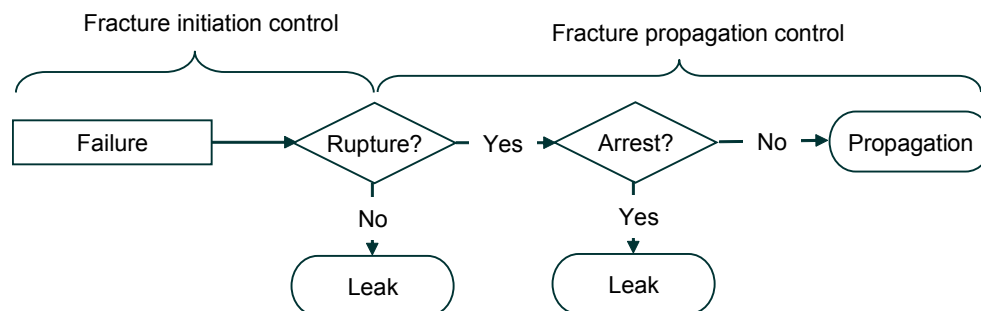 Fracture initiation control
Fracture propagation control
Failure
Rupture?
Yes
Arrest?
No
Propagation
No
Yes
Leak
Leak